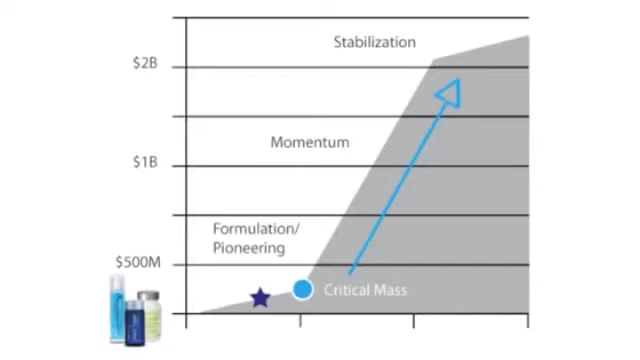 Stabilization
$2B
Momentum
$1B
Formulation/
Pioneering
$500M
Critical Mass